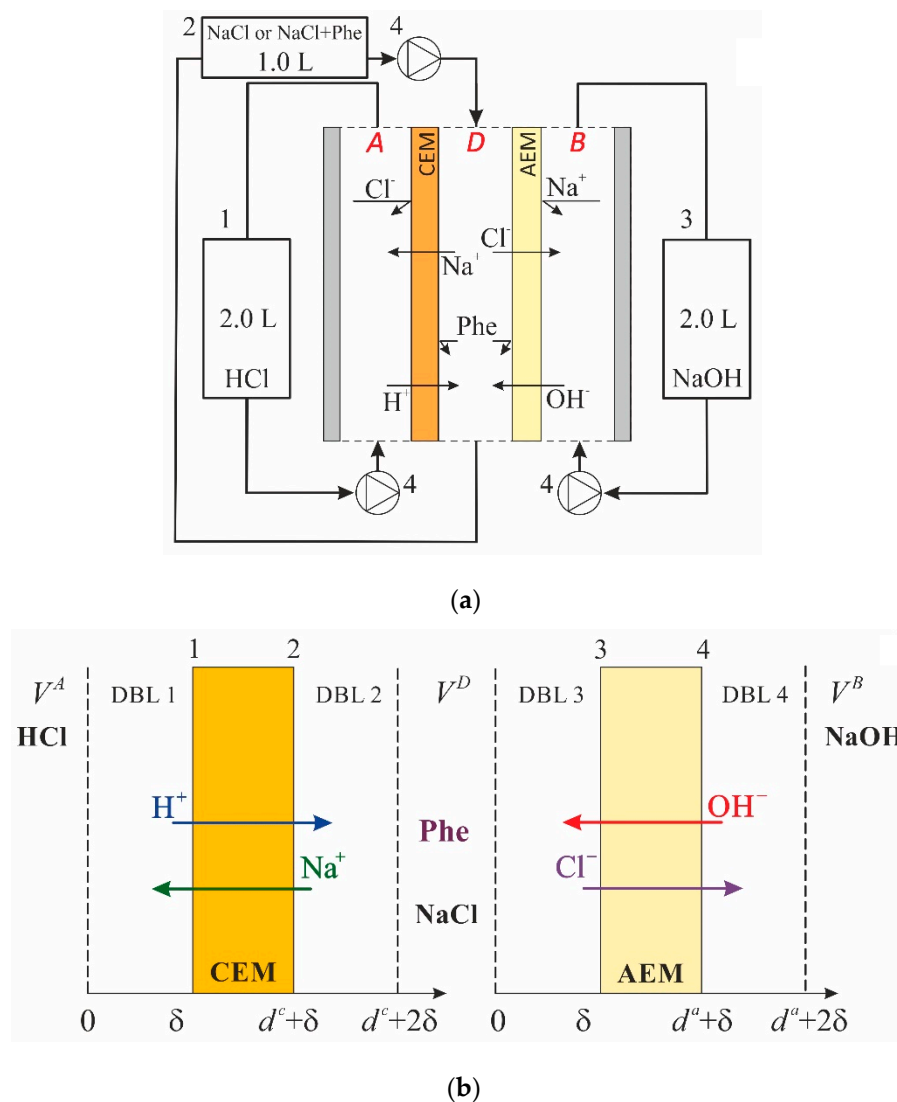 2
NaCl or NaCl+Phe
1.0 L
4
A
CEM
D
AEM
B
Cl⁻
Na⁺
1
3
Na⁺
Cl⁻
2.0 L
HCl
Phe
2.0 L
NaOH
H⁺
OH⁻
4
4
(a)
1
2
3
4
V^A
DBL 1
DBL 2
V^D
DBL 3
DBL 4
V^B
HCl
NaOH
H⁺
OH⁻
Phe
Na⁺
Cl⁻
NaCl
CEM
AEM
0
δ
d^c+δ
d^c+2δ
0
δ
d^a+δ
d^a+2δ
(b)